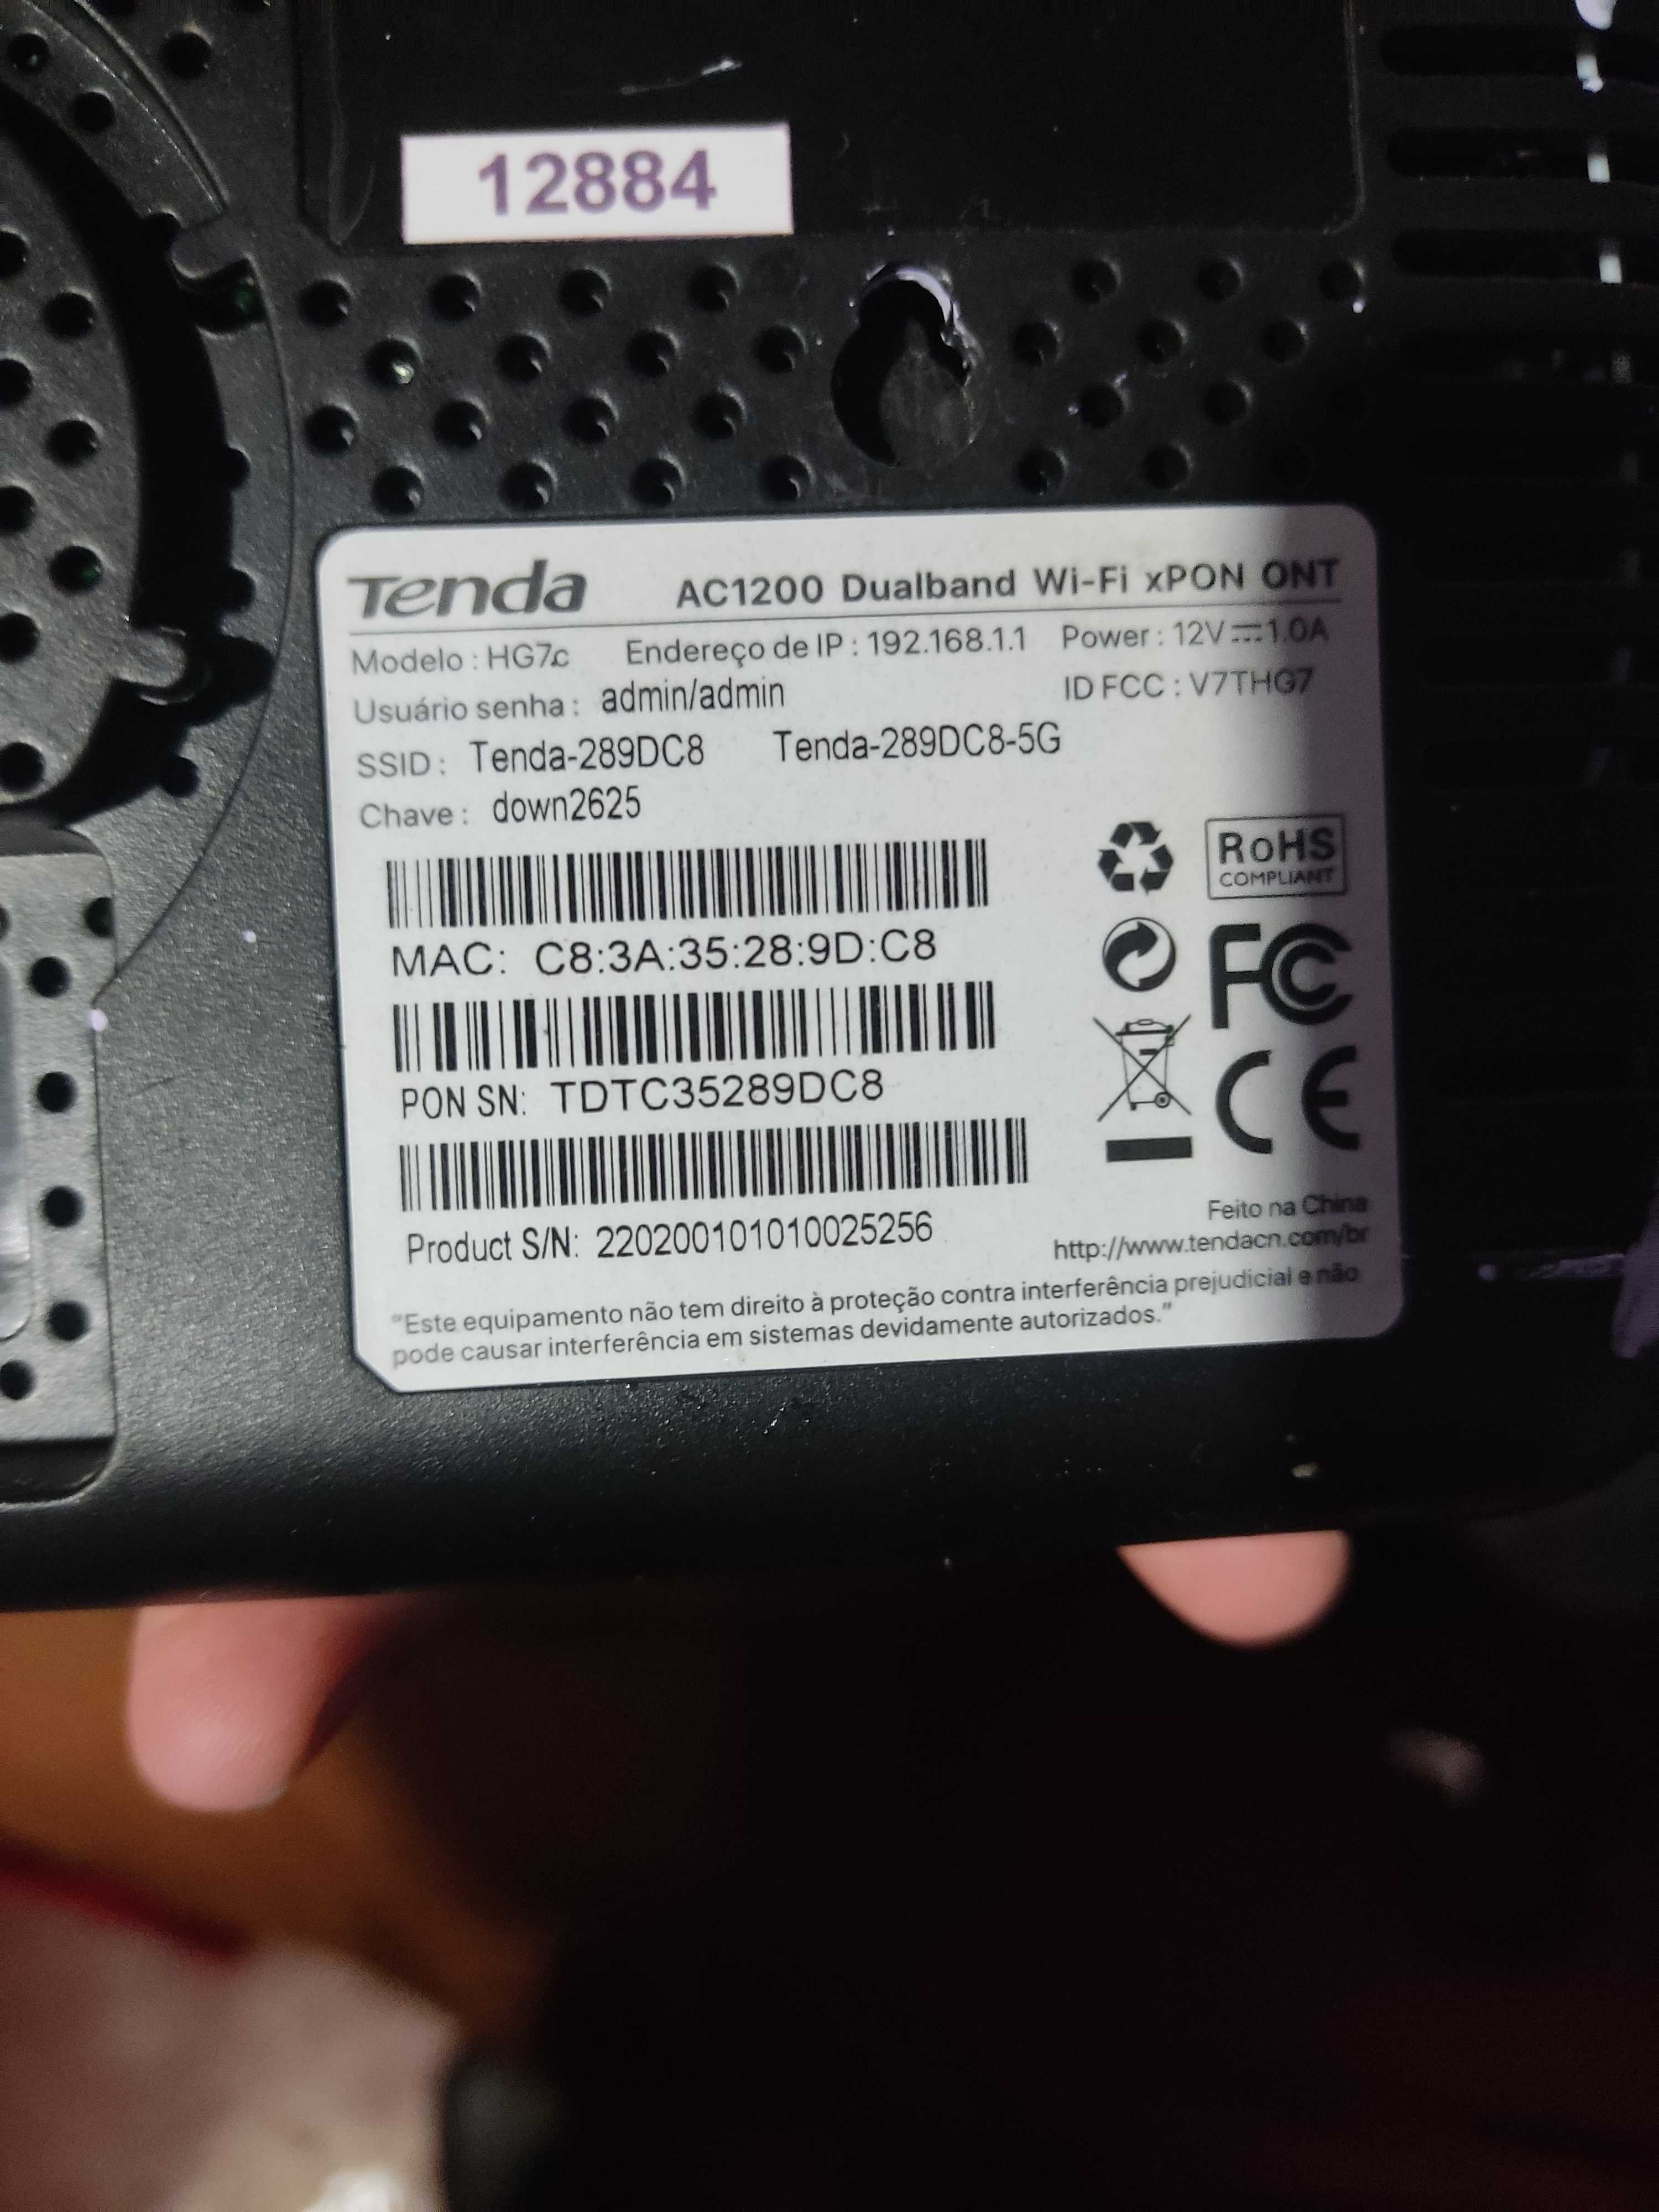 12884
Tenda AC1200 Dualband Wi-Fi xPON ONT
Modelo : HG7c Endereço de IP : 192.168.1.1 Power : 12V⎓1.0A
Usuário senha : admin/admin ID FCC : V7THG7
SSID : Tenda-289DC8 Tenda-289DC8-5G
Chave : down2625
RoHS
COMPLIANT
MAC: C8:3A:35:28:9D:C8
FC
PON SN: TDTC35289DC8
CE
Product S/N: 220200101010025256
Feito na China
http://www.tendacn.com/br
"Este equipamento não tem direito à proteção contra interferência prejudicial e não
pode causar interferência em sistemas devidamente autorizados."